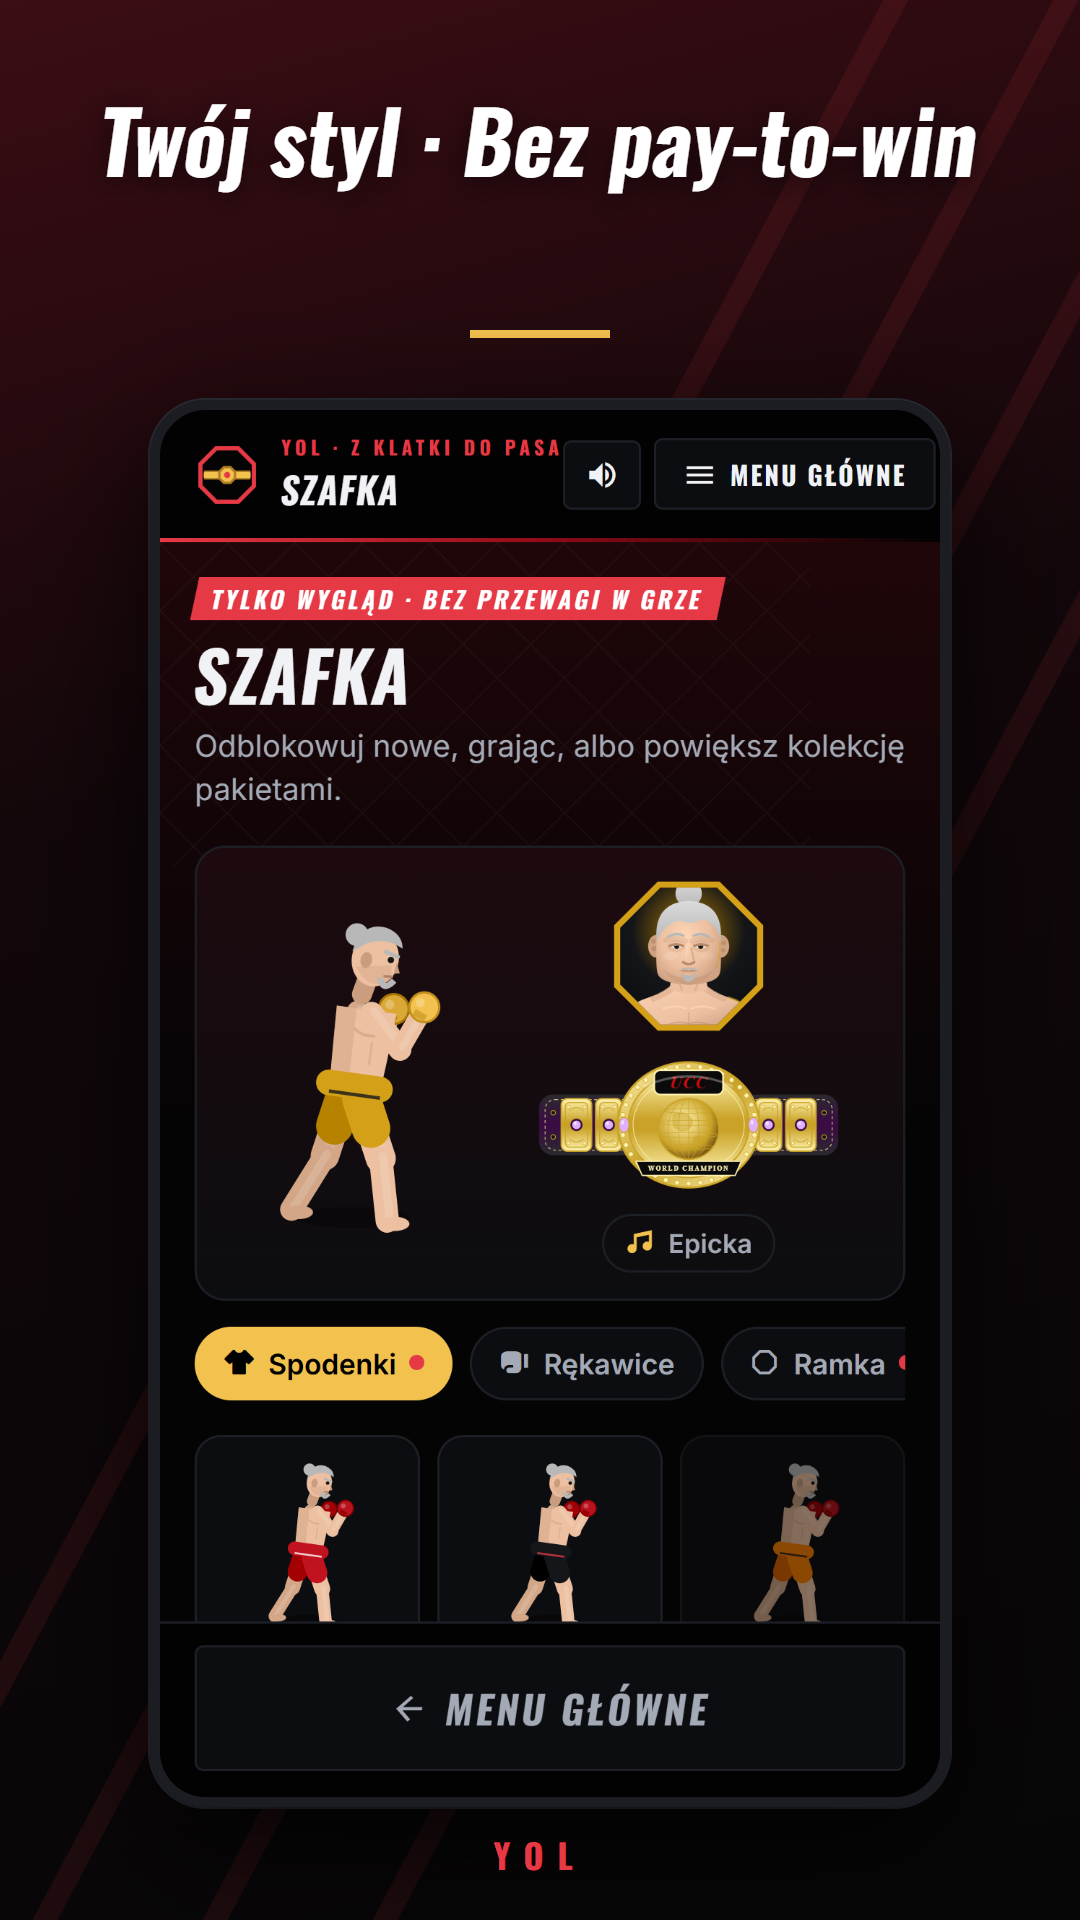 Twój styl · Bez pay-to-win
YOL · Z KLATKI DO PASA
SZAFKA
MENU GŁÓWNE
TYLKO WYGLĄD · BEZ PRZEWAGI W GRZE
SZAFKA
Odblokowuj nowe, grając, albo powiększ kolekcję
pakietami.
UCC
WORLD CHAMPION
Epicka
Spodenki
Rękawice
Ramka
MENU GŁÓWNE
YOL